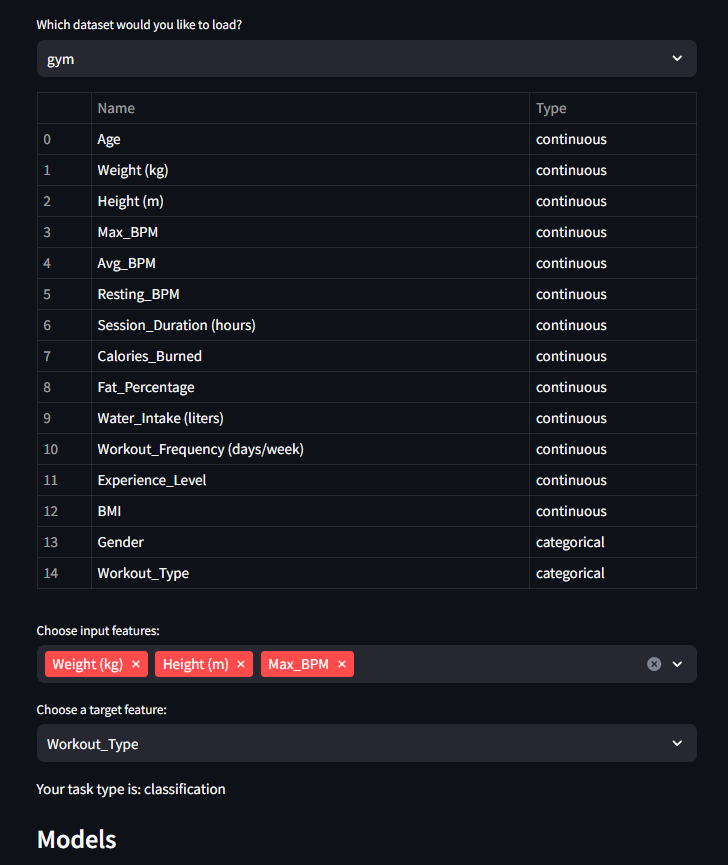 Which dataset would you like to load?
gym
Name Type
0 Age continuous
1 Weight (kg) continuous
2 Height (m) continuous
3 Max_BPM continuous
4 Avg_BPM continuous
5 Resting_BPM continuous
6 Session_Duration (hours) continuous
7 Calories_Burned continuous
8 Fat_Percentage continuous
9 Water_Intake (liters) continuous
10 Workout_Frequency (days/week) continuous
11 Experience_Level continuous
12 BMI continuous
13 Gender categorical
14 Workout_Type categorical
Choose input features:
Weight (kg) × Height (m) × Max_BPM ×
Choose a target feature:
Workout_Type
Your task type is: classification
Models